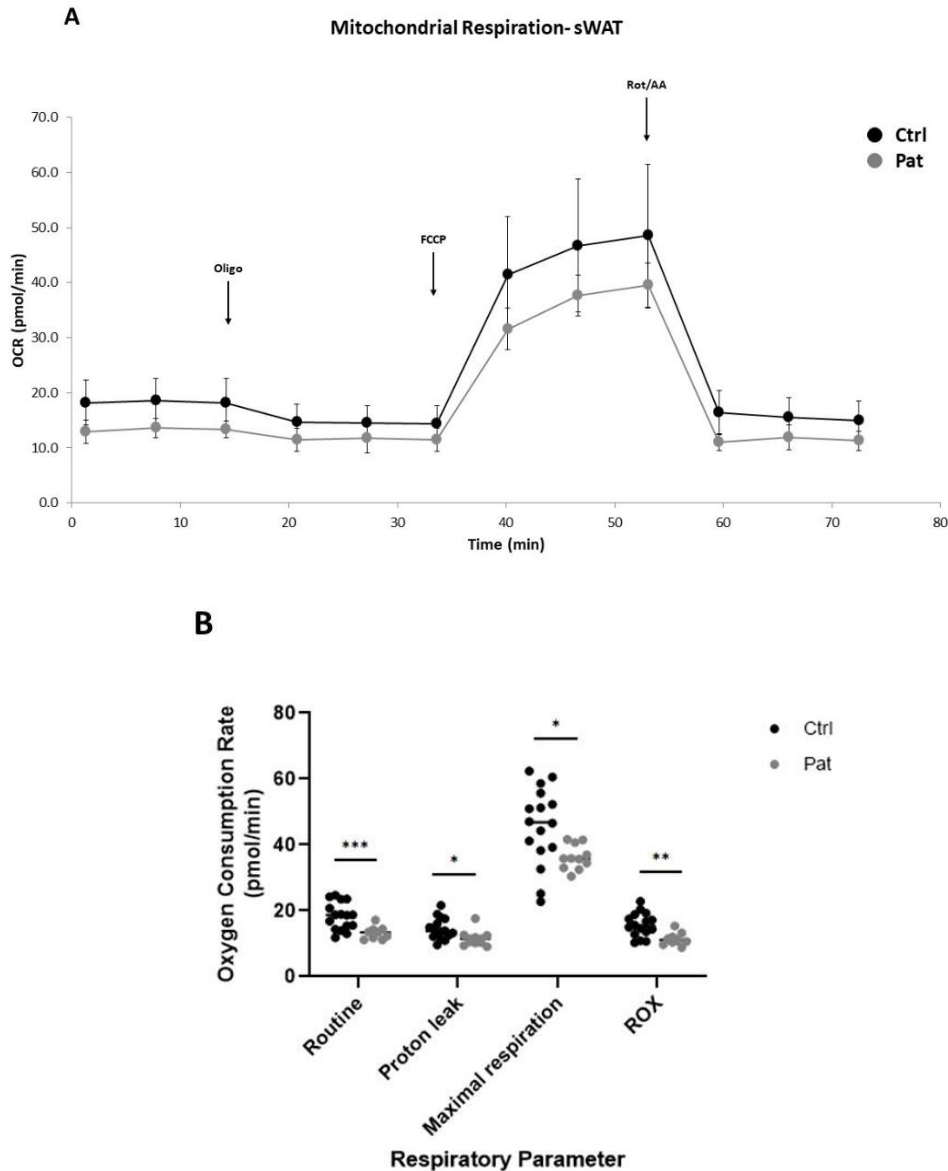 A
Mitochondrial Respiration- sWAT
Rot/AA
70.0
Ctrl
Pat
60.0
50.0
FCCP
Oligo
40.0
OCR (pmol/min)
30.0
20.0
10.0
0.0
0 10 20 30 40 50 60 70 80
Time (min)
B
Oxygen Consumption Rate
(pmol/min)
80
Ctrl
*
Pat
60
40
***
*
**
20
0
Routine
Proton leak
Maximal respiration
ROX
Respiratory Parameter